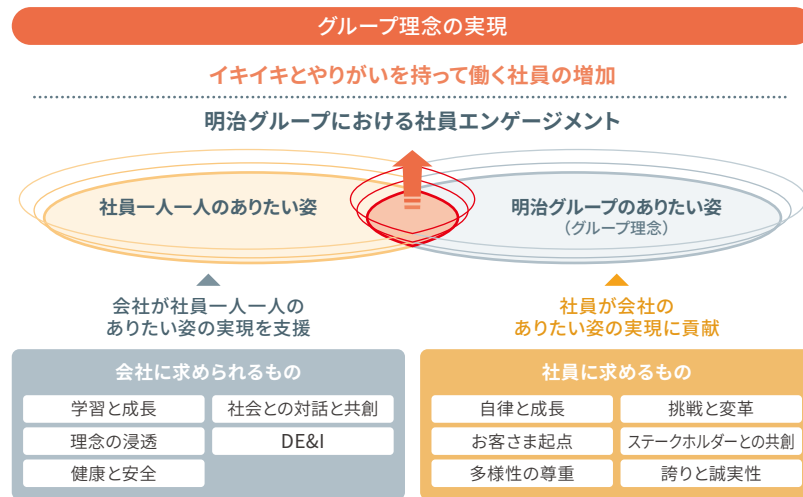 グループ理念の実現
イキイキとやりがいを持って働く社員の増加
明治グループにおける社員エンゲージメント
社員一人一人のありたい姿
明治グループのありたい姿
（グループ理念）
会社が社員一人一人の
ありたい姿の実現を支援
社員が会社の
ありたい姿の実現に貢献
会社に求められるもの
学習と成長
社会との対話と共創
理念の浸透
DE&I
健康と安全
社員に求めるもの
自律と成長
挑戦と変革
お客さま起点
ステークホルダーとの共創
多様性の尊重
誇りと誠実性